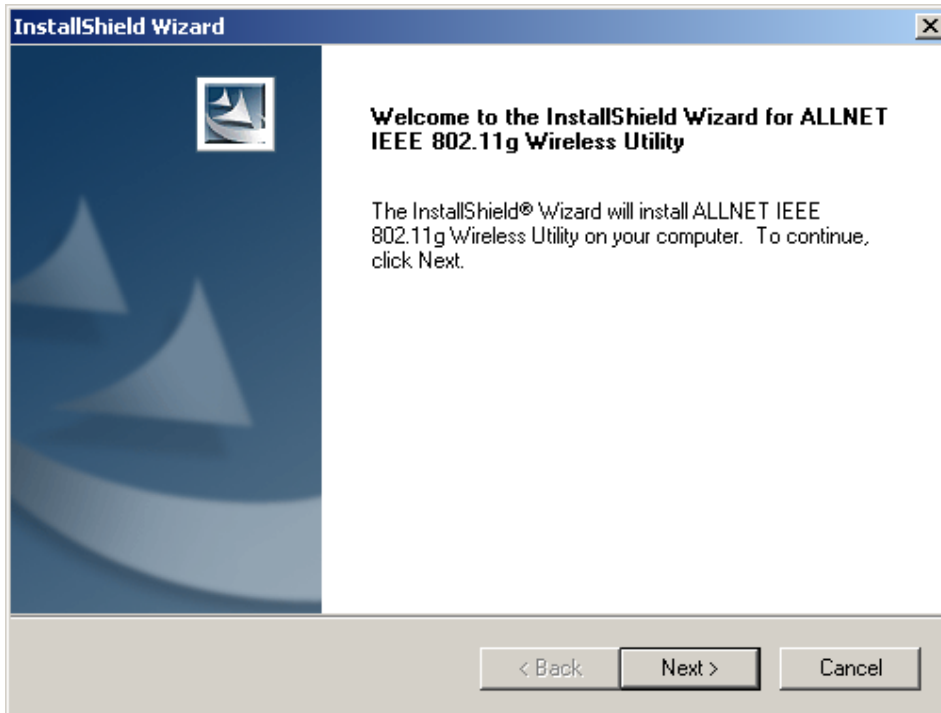 InstallShield Wizard
Welcome to the InstallShield Wizard for ALLNET
IEEE 802.11g Wireless Utility
The InstallShield® Wizard will install ALLNET IEEE
802.11g Wireless Utility on your computer.  To continue,
click Next.
< Back
Next >
Cancel